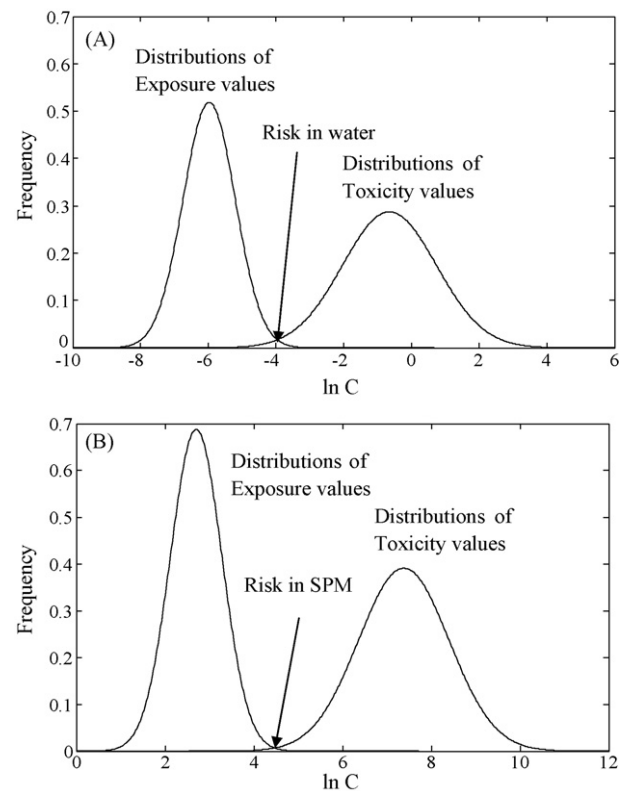 (A)
0.7
0.6
0.5
0.4
0.3
0.2
0.1
0
Frequency
Distributions of
Exposure values
Risk in water
Distributions of
Toxicity values
-10 -8 -6 -4 -2 0 2 4 6
ln C
(B)
0.7
0.6
0.5
0.4
0.3
0.2
0.1
0
Frequency
Distributions of
Exposure values
Distributions of
Toxicity values
Risk in SPM
0 2 4 6 8 10 12
ln C